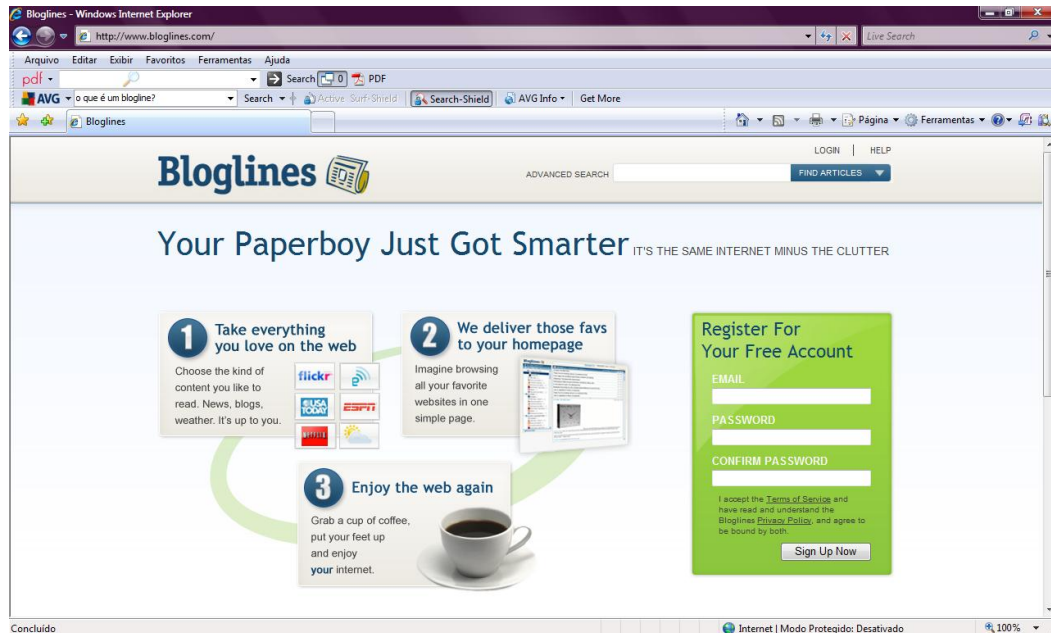 Bloglines - Windows Internet Explorer
http://www.bloglines.com/
Live Search
Arquivo Editar Exibir Favoritos Ferramentas Ajuda
pdf Search 0 PDF
AVG o que é um blogline? Search Active Surf-Shield Search-Shield AVG Info Get More
Bloglines
Página Ferramentas
LOGIN | HELP
Bloglines
ADVANCED SEARCH FIND ARTICLES
Your Paperboy Just Got Smarter IT'S THE SAME INTERNET MINUS THE CLUTTER
1 Take everything
you love on the web
Choose the kind of
content you like to
read. News, blogs,
weather. It's up to you.
flickr
USA
TODAY
ESPN
NETFLIX
2 We deliver those favs
to your homepage
Imagine browsing
all your favorite
websites in one
simple page.
3 Enjoy the web again
Grab a cup of coffee,
put your feet up
and enjoy
your internet.
Register For
Your Free Account
EMAIL
PASSWORD
CONFIRM PASSWORD
I accept the Terms of Service and
have read and understand the
Bloglines Privacy Policy, and agree to
be bound by both.
Sign Up Now
Concluído
Internet | Modo Protegido: Desativado
100%